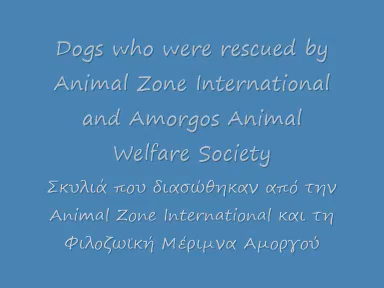 Dogs who were rescued by
Animal Zone International
and Amorgos Animal
Welfare Society
Σκυλιά που διασώθηκαν από την
Animal Zone International και τη
Φιλοζωϊκή Μέριμνα Αμοργού